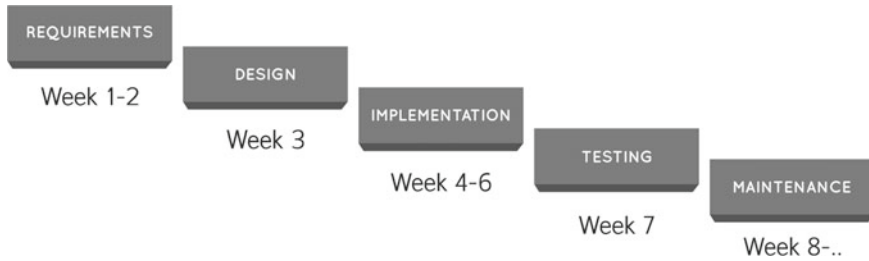 REQUIREMENTS
Week 1-2
DESIGN
Week 3
IMPLEMENTATION
Week 4-6
TESTING
Week 7
MAINTENANCE
Week 8-..